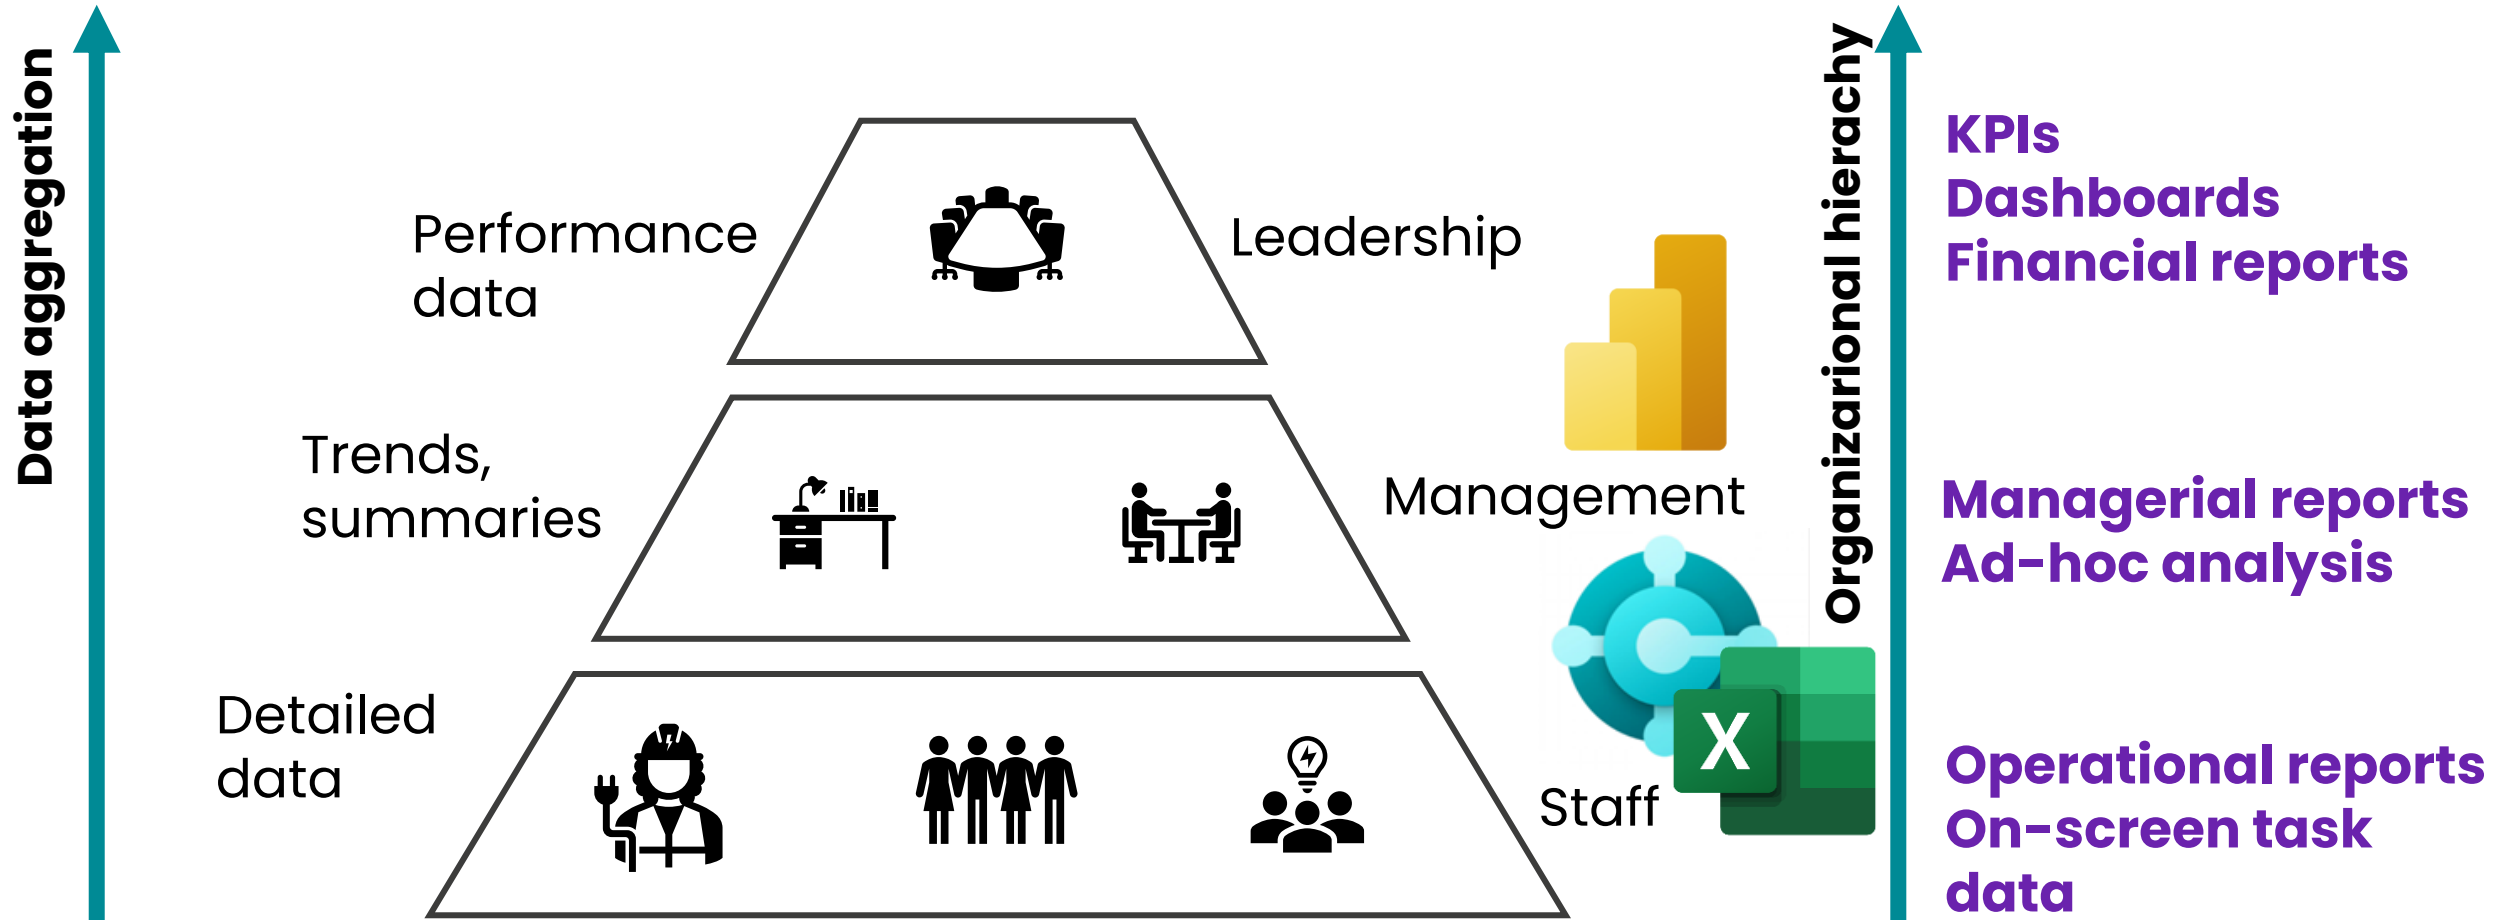 Data aggregation
Performance
data
Leadership
Organizarional hierachy
KPIs
Dashboards
Financial reports
Trends,
summaries
Management
Managerial reports
Ad-hoc analysis
Detailed
data
X
Staff
Operational reports
On-screen task
data